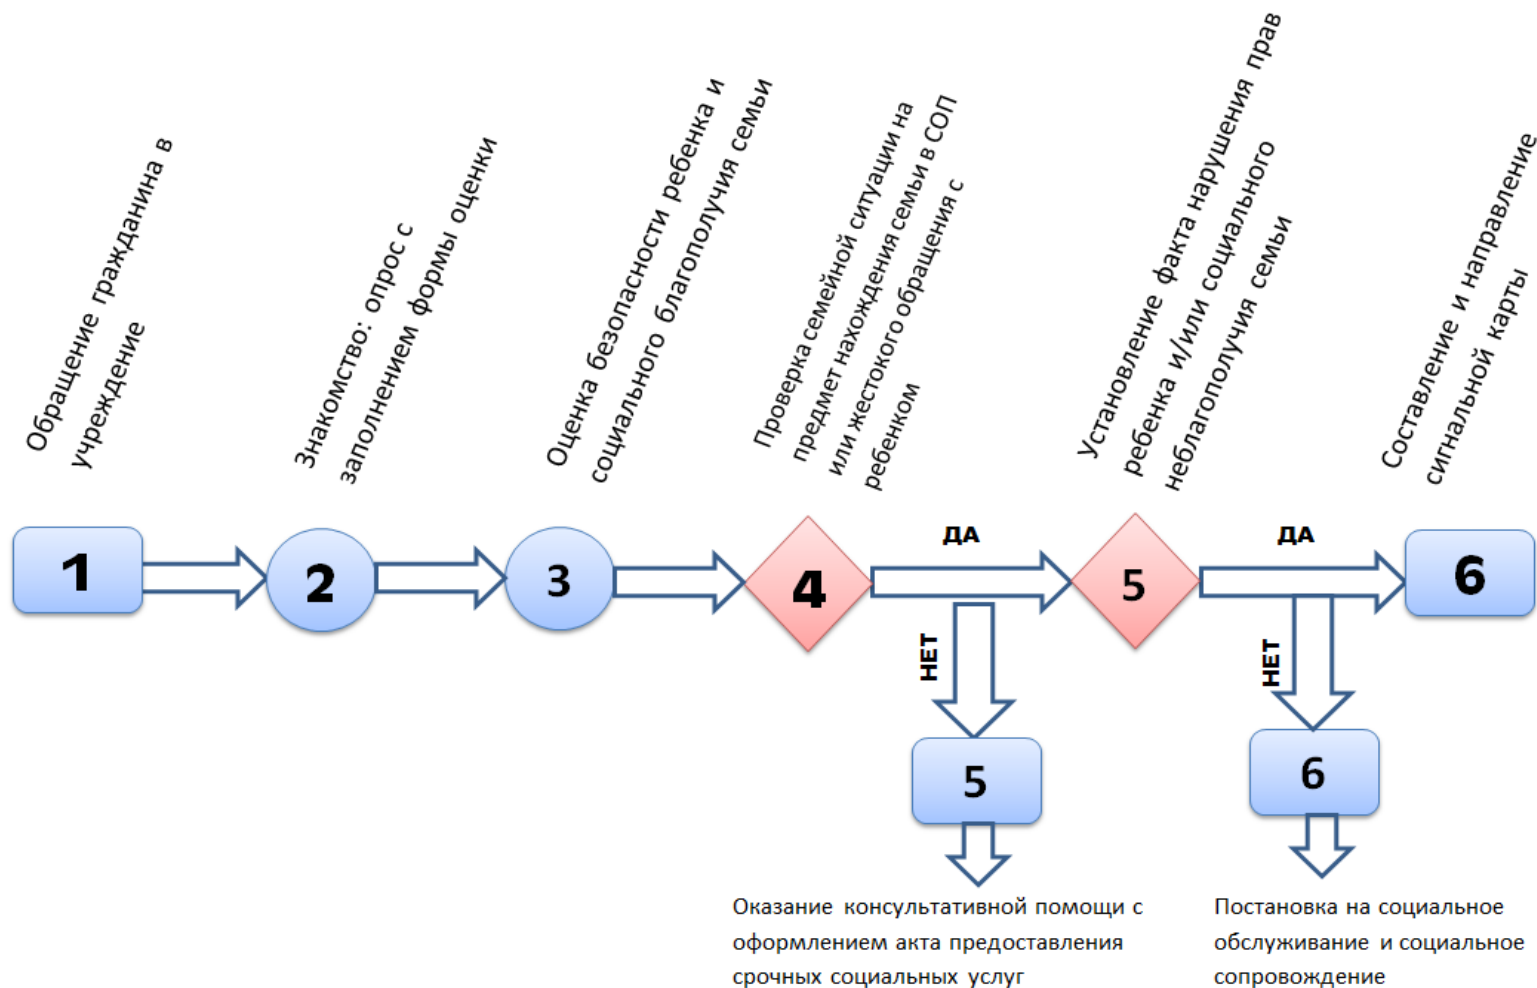 Обращение гражданина в
учреждение
Знакомство: опрос с
заполнением формы оценки
Оценка безопасности ребенка и
социального благополучия семьи
Проверка семейной ситуации на
предмет нахождения семьи в СОП
или жестокого обращения с
ребенком
Установление факта нарушения прав
ребенка и/или социального
неблагополучия семьи
Составление и направление
сигнальной карты
1
2
3
4
ДА
5
ДА
6
НЕТ
НЕТ
5
6
Оказание консультативной помощи с
оформлением акта предоставления
срочных социальных услуг
Постановка на социальное
обслуживание и социальное
сопровождение